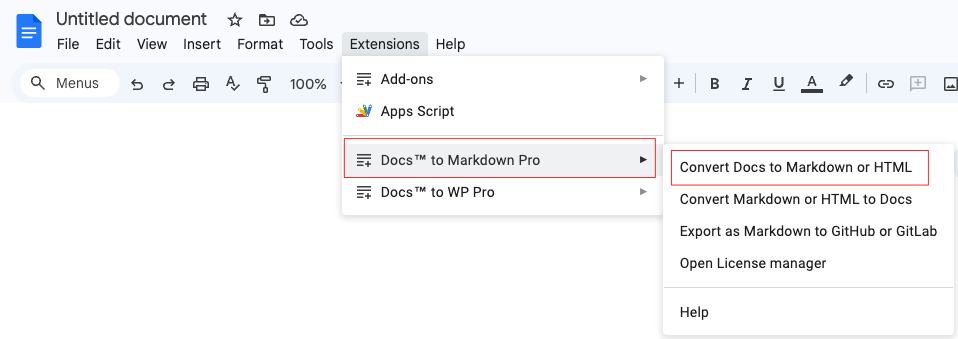 Untitled document
File Edit View Insert Format Tools Extensions Help
Menus 100% B I U A
Add-ons
Apps Script
Docs™ to Markdown Pro
Docs™ to WP Pro
Convert Docs to Markdown or HTML
Convert Markdown or HTML to Docs
Export as Markdown to GitHub or GitLab
Open License manager
Help